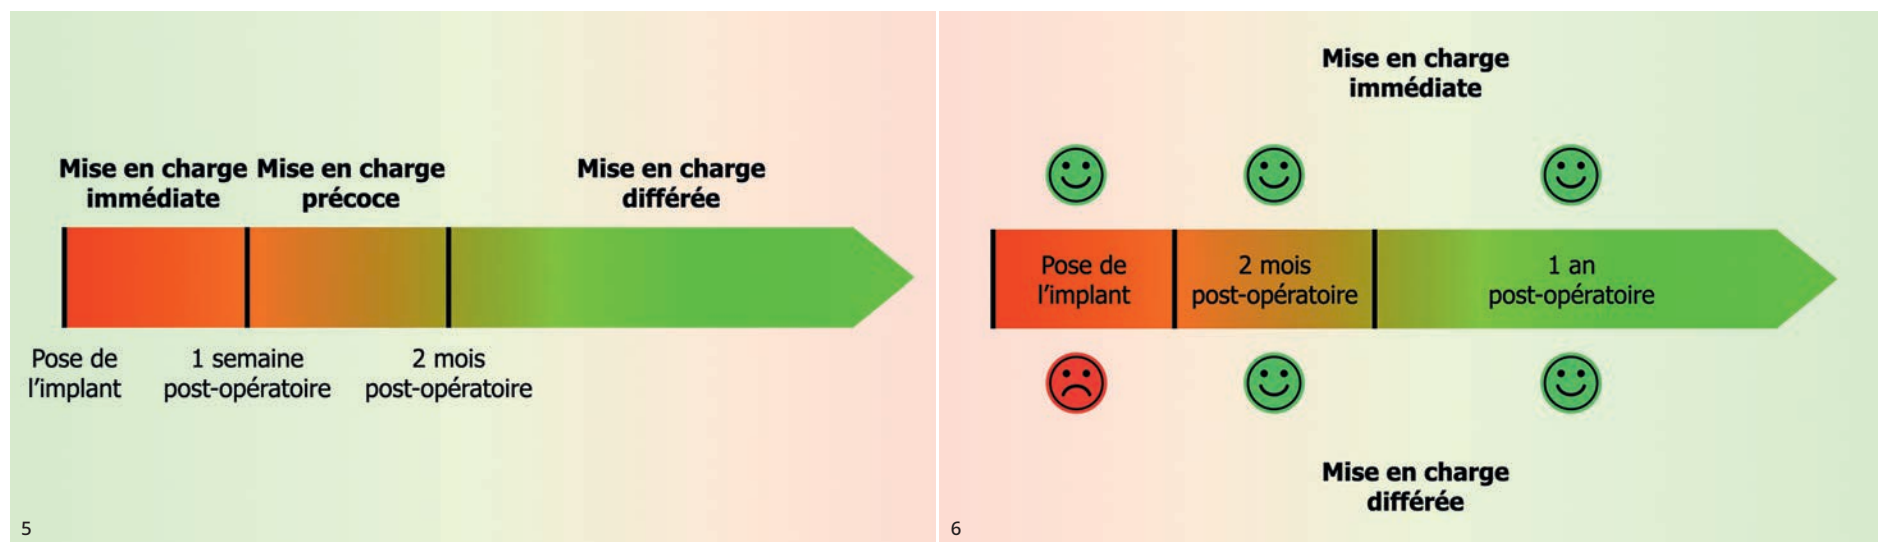 Mise en charge
immédiate
Mise en charge
précoce
Mise en charge
différée
Pose de
l'implant
1 semaine
post-opératoire
2 mois
post-opératoire
5
Mise en charge
immédiate
Pose de
l'implant
2 mois
post-opératoire
1 an
post-opératoire
Mise en charge
différée
6